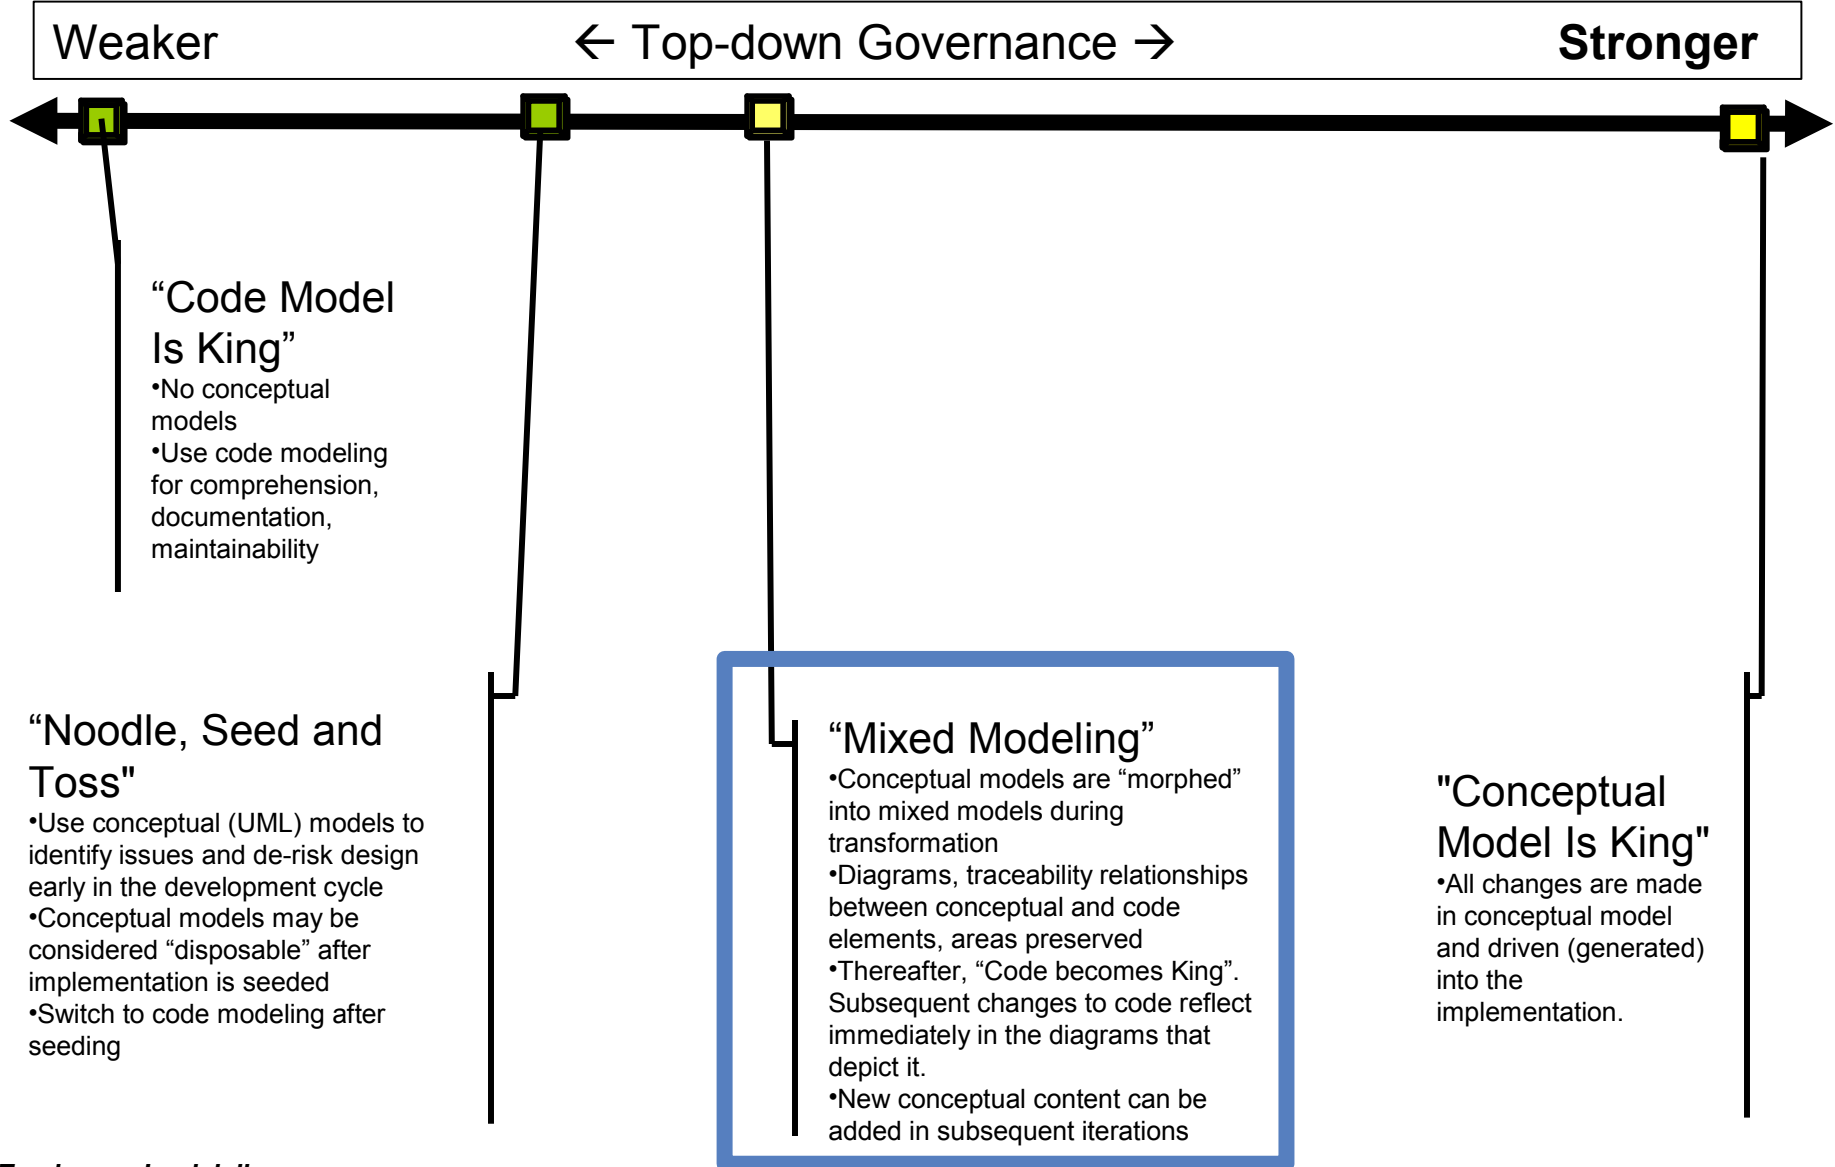 Weaker ← Top-down Governance → Stronger
“Code Model
Is King”
•No conceptual
models
•Use code modeling
for comprehension,
documentation,
maintainability
“Noodle, Seed and
Toss"
•Use conceptual (UML) models to
identify issues and de-risk design
early in the development cycle
•Conceptual models may be
considered “disposable” after
implementation is seeded
•Switch to code modeling after
seeding
“Mixed Modeling”
•Conceptual models are “morphed”
into mixed models during
transformation
•Diagrams, traceability relationships
between conceptual and code
elements, areas preserved
•Thereafter, “Code becomes King”.
Subsequent changes to code reflect
immediately in the diagrams that
depict it.
•New conceptual content can be
added in subsequent iterations
"Conceptual
Model Is King"
•All changes are made
in conceptual model
and driven (generated)
into the
implementation.